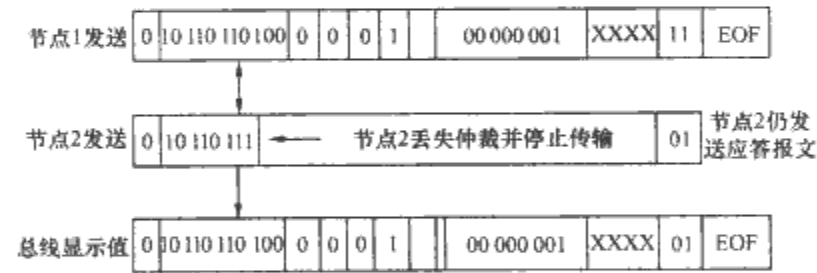 节点1发送 0 10 110 110 100 0 0 0 1 00 000 001 XXXX 11 EOF
节点2发送 0 10 110 111 节点2丢失仲裁并停止传输 01 节点2仍发
送应答报文
总线显示值 0 10 110 110 100 0 0 0 1 00 000 001 XXXX 01 EOF